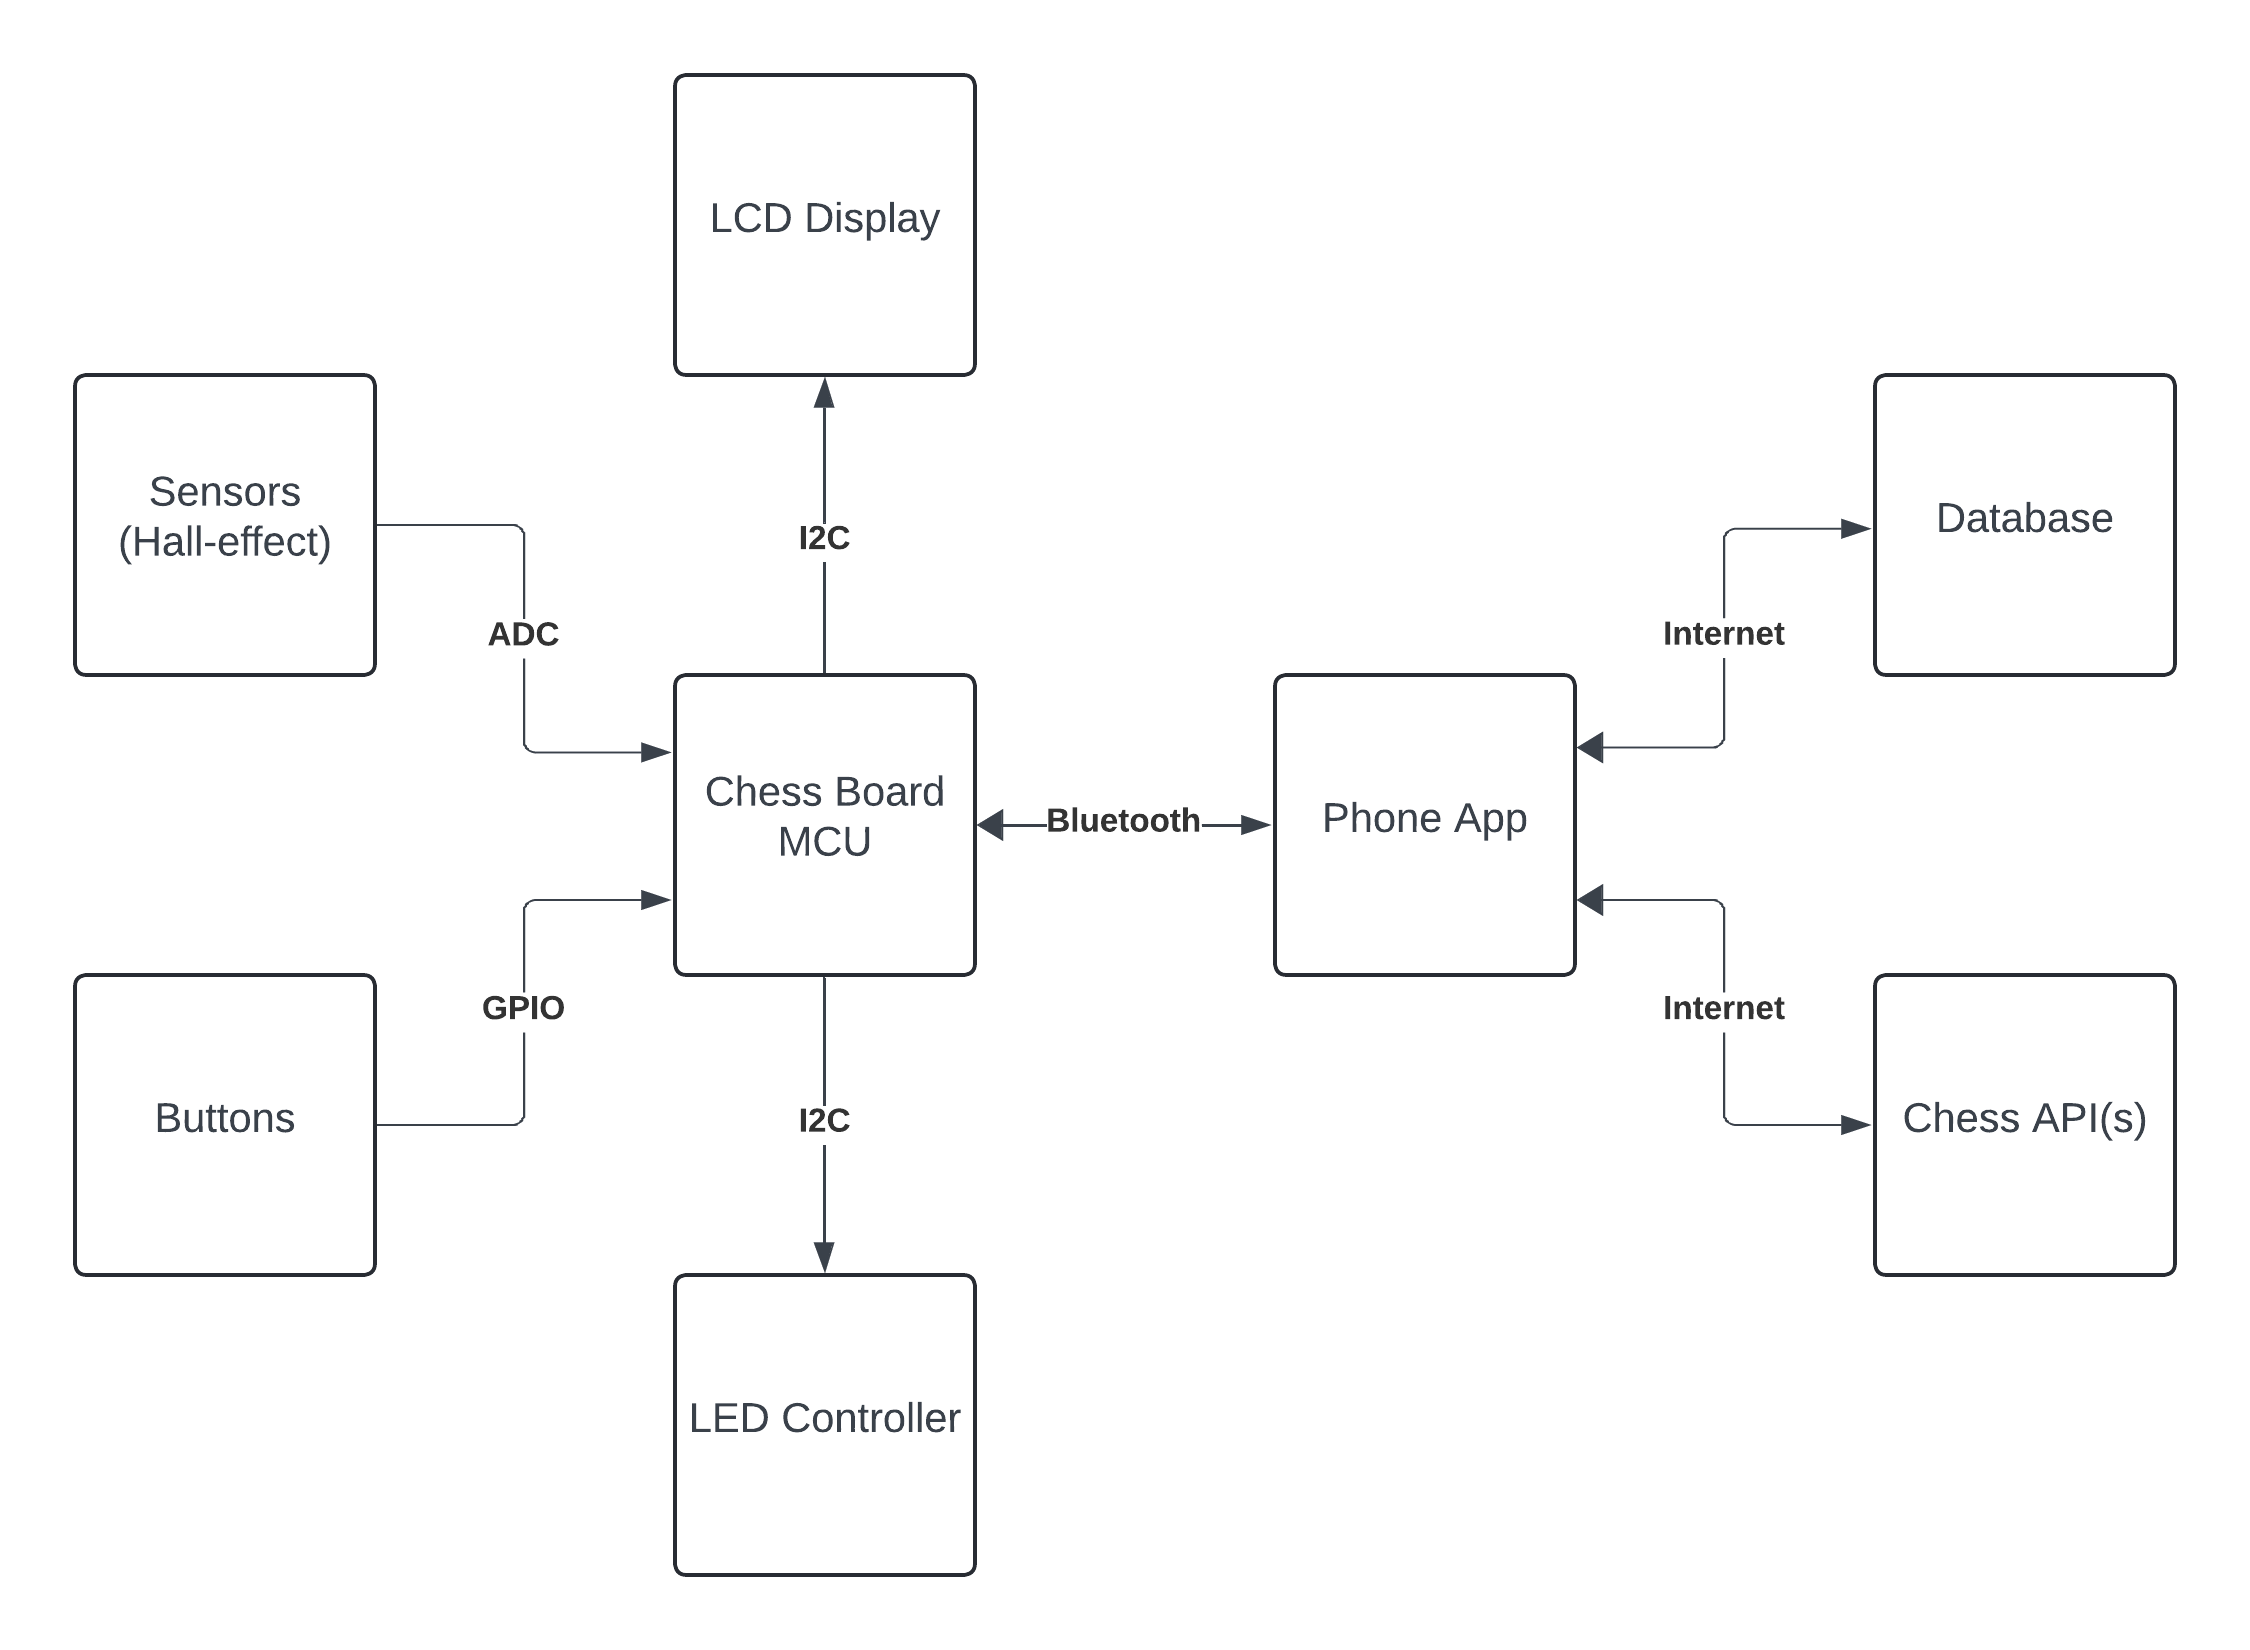 LCD Display
Sensors
(Hall-effect)
Database
I2C
ADC
Internet
Chess Board
MCU
Bluetooth
Phone App
GPIO
Internet
Buttons
I2C
Chess API(s)
LED Controller